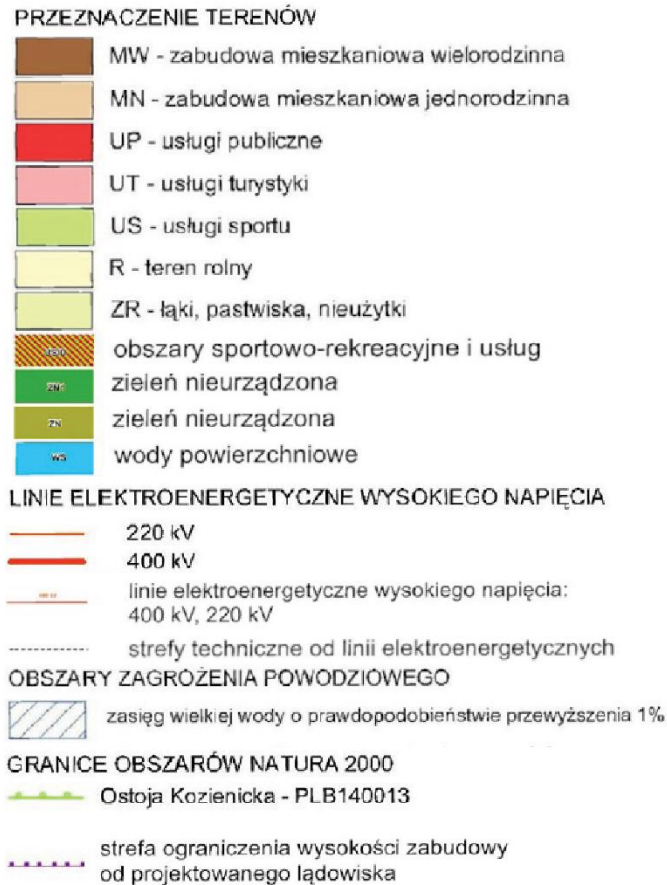 PRZEZNACZENIE TERENÓW
MW - zabudowa mieszkaniowa wielorodzinna
MN - zabudowa mieszkaniowa jednorodzinna
UP - usługi publiczne
UT - usługi turystyki
US - usługi sportu
R - teren rolny
ZR - łąki, pastwiska, nieużytki
obszary sportowo-rekreacyjne i usług
ZN1 zieleń nieurządzona
ZN zieleń nieurządzona
WS wody powierzchniowe
LINIE ELEKTROENERGETYCZNE WYSOKIEGO NAPIĘCIA
220 kV
400 kV
linie elektroenergetyczne wysokiego napięcia:
400 kV, 220 kV
strefy techniczne od linii elektroenergetycznych
OBSZARY ZAGROŻENIA POWODZIOWEGO
zasięg wielkiej wody o prawdopodobieństwie przewyższenia 1%
GRANICE OBSZARÓW NATURA 2000
Ostoja Kozienicka - PLB140013
strefa ograniczenia wysokości zabudowy
od projektowanego lądowiska